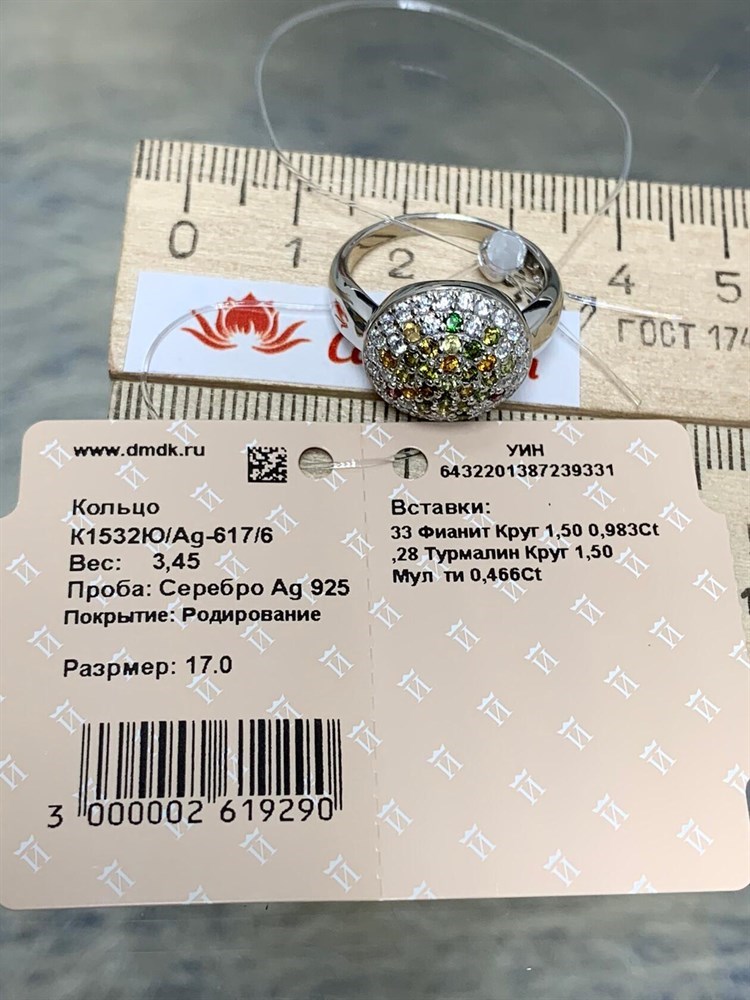 0 1 2 4 5
ГОСТ 174
www.dmdk.ru
Кольцо
К1532Ю/Ag-617/6
Вес: 3,45
Проба: Серебро Ag 925
Покрытие: Родирование
Разрмер: 17.0
3 000002 619290
УИН
6432201387239331
Вставки:
33 Фианит Круг 1,50 0,983Ct
,28 Турмалин Круг 1,50
Мул ти 0,466Ct